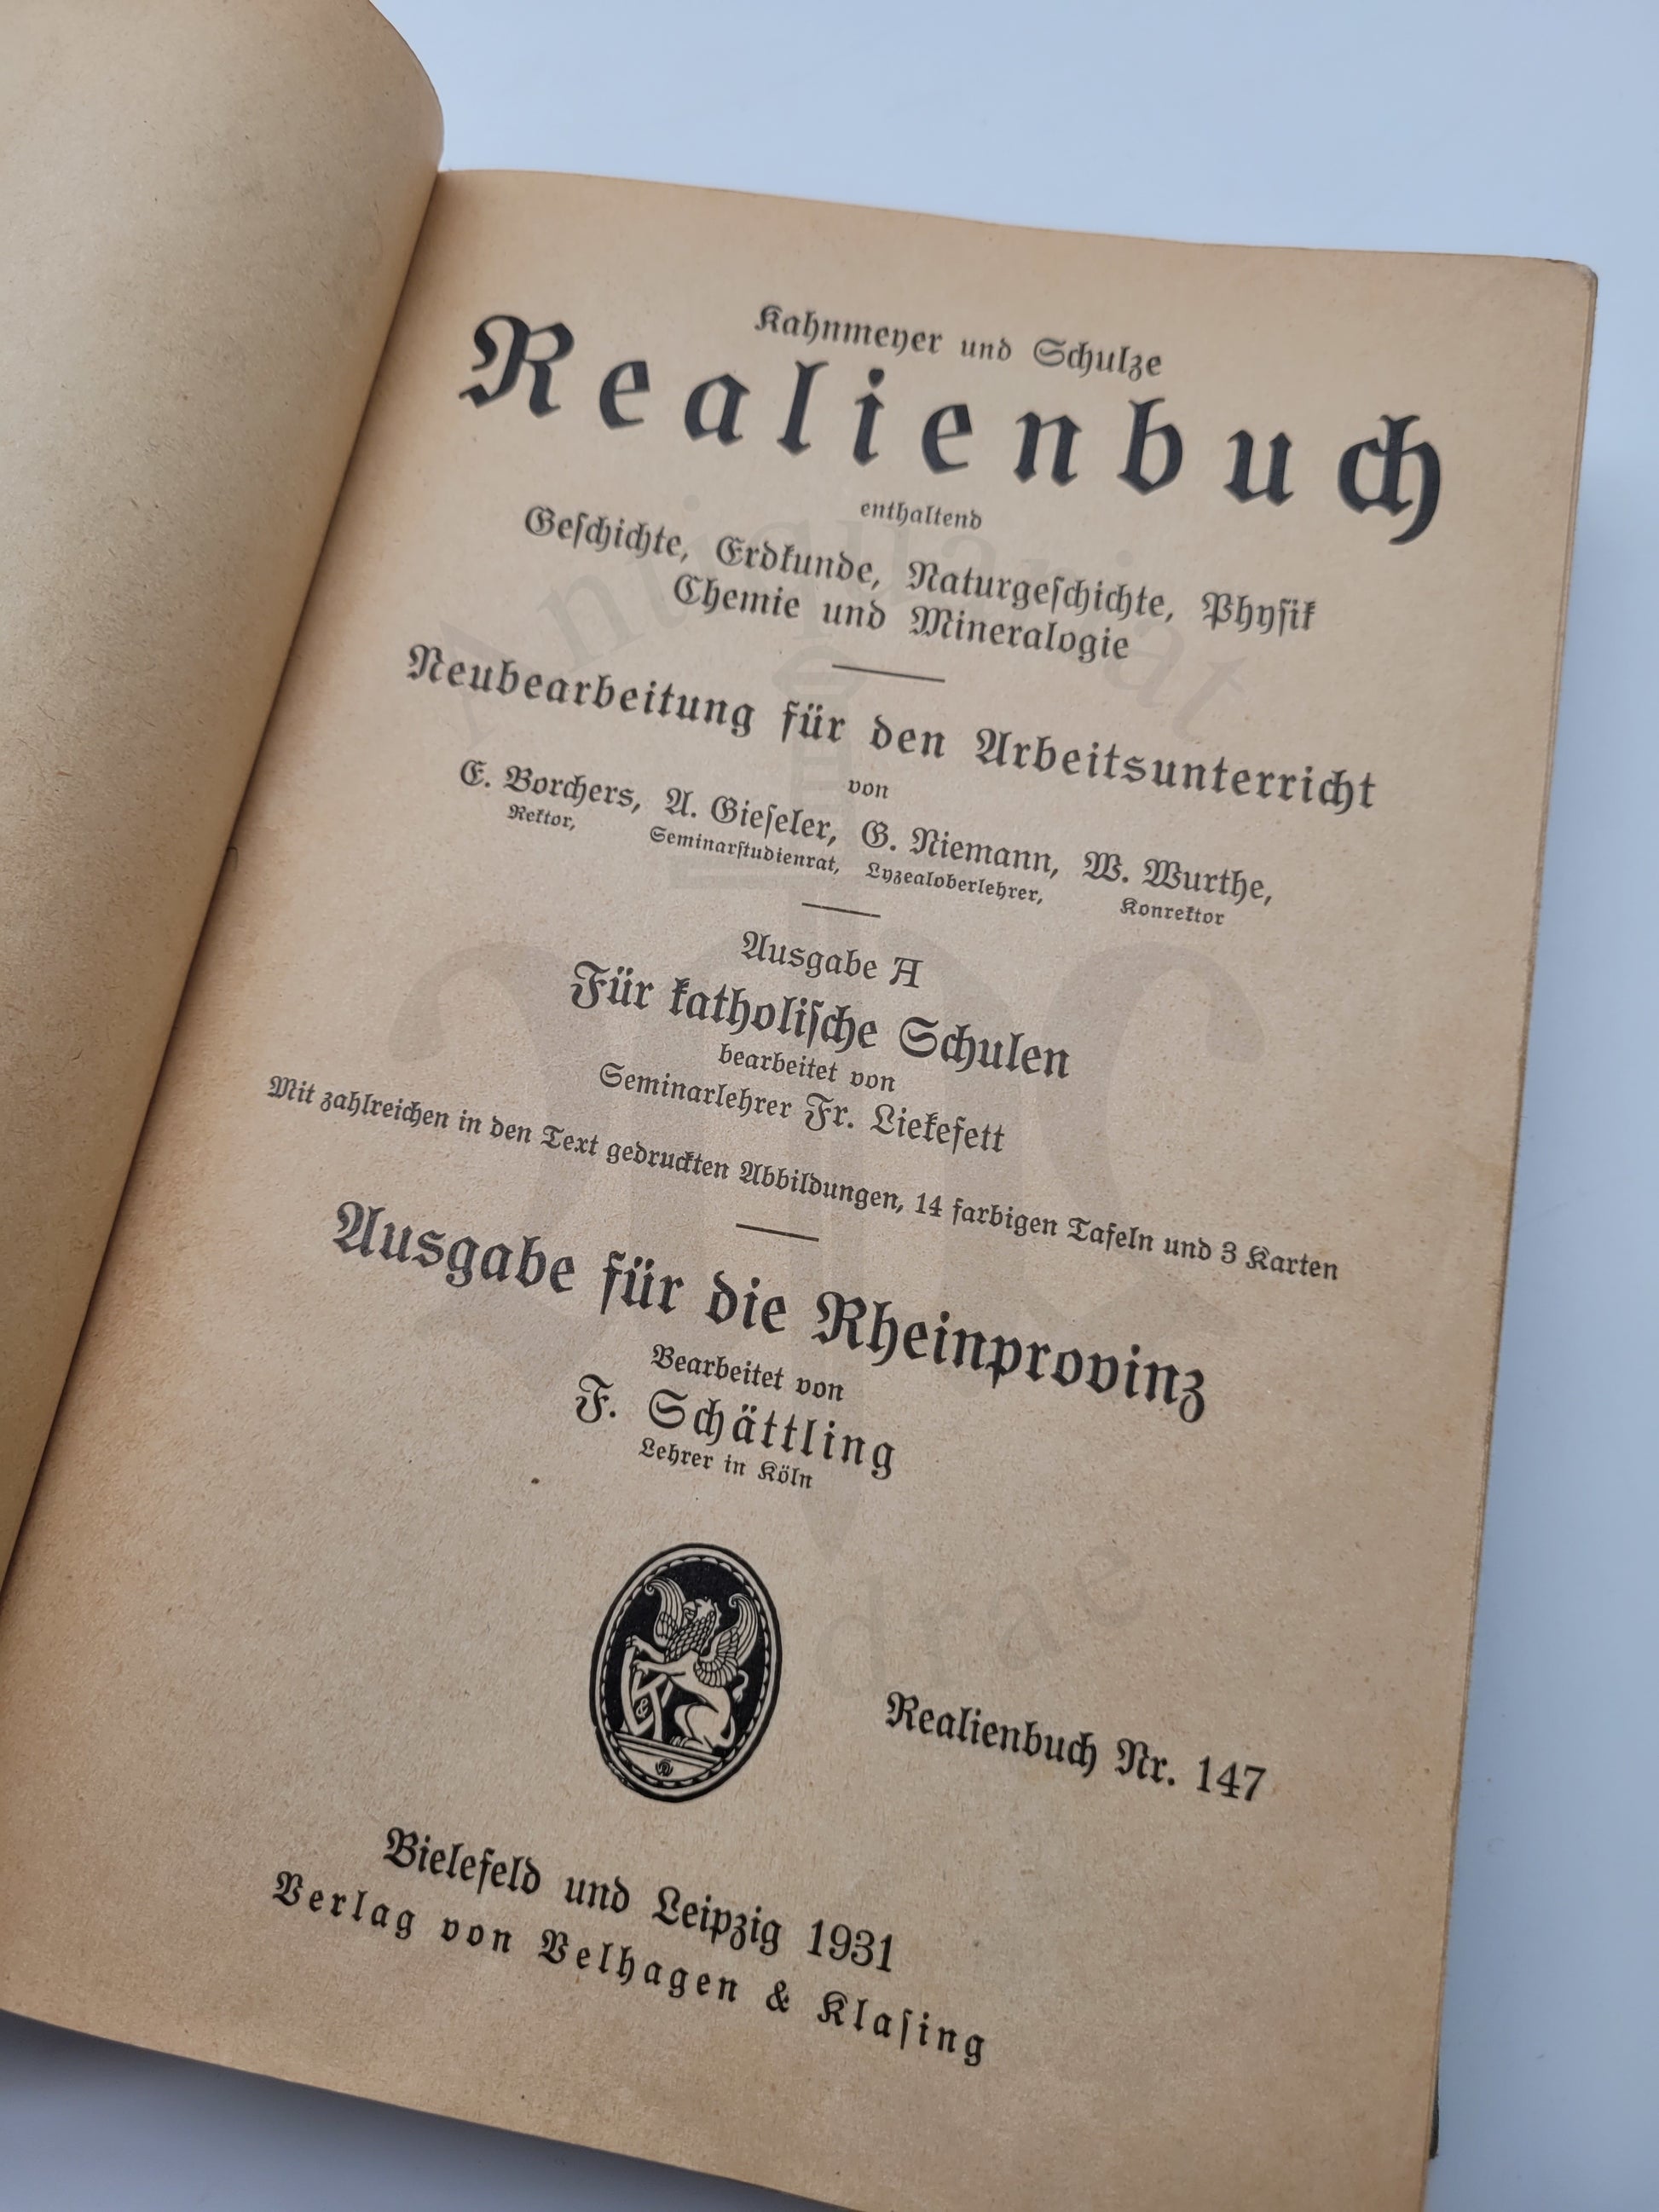 Kahnmeyer und Schulze
Realienbuch
enthaltend
Geſchichte, Erdkunde, Naturgeſchichte, Phyſik
Chemie und Mineralogie
Neubearbeitung für den Arbeitsunterricht
von
E. Borchers, A. Gieſeler, G. Niemann, W. Wurthe,
Rektor, Seminarſtudienrat, Lyzealoberlehrer, Konrektor
Ausgabe A
Für katholiſche Schulen
bearbeitet von
Seminarlehrer Fr. Liekefett
Mit zahlreichen in den Text gedruckten Abbildungen, 14 farbigen Tafeln und 3 Karten
Ausgabe für die Rheinprovinz
Bearbeitet von
F. Schättling
Lehrer in Köln
Realienbuch Nr. 147
Bielefeld und Leipzig 1931
Verlag von Velhagen & Klaſing
Antiquariat